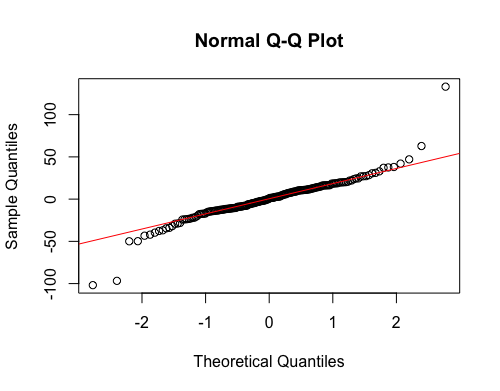 Normal Q-Q Plot
Sample Quantiles
100
50
0
-50
-100
-2 -1 0 1 2
Theoretical Quantiles